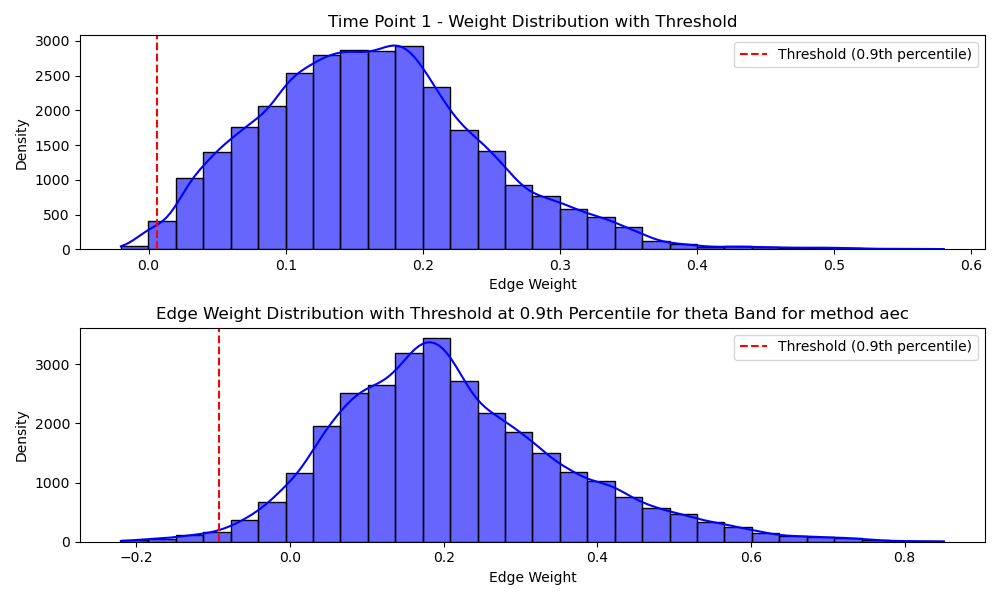 Time Point 1 - Weight Distribution with Threshold
3000
2500
2000
1500
1000
500
0
Density
Threshold (0.9th percentile)
0.0 0.1 0.2 0.3 0.4 0.5 0.6
Edge Weight
Edge Weight Distribution with Threshold at 0.9th Percentile for theta Band for method aec
3000
2000
1000
0
Density
Threshold (0.9th percentile)
−0.2 0.0 0.2 0.4 0.6 0.8
Edge Weight